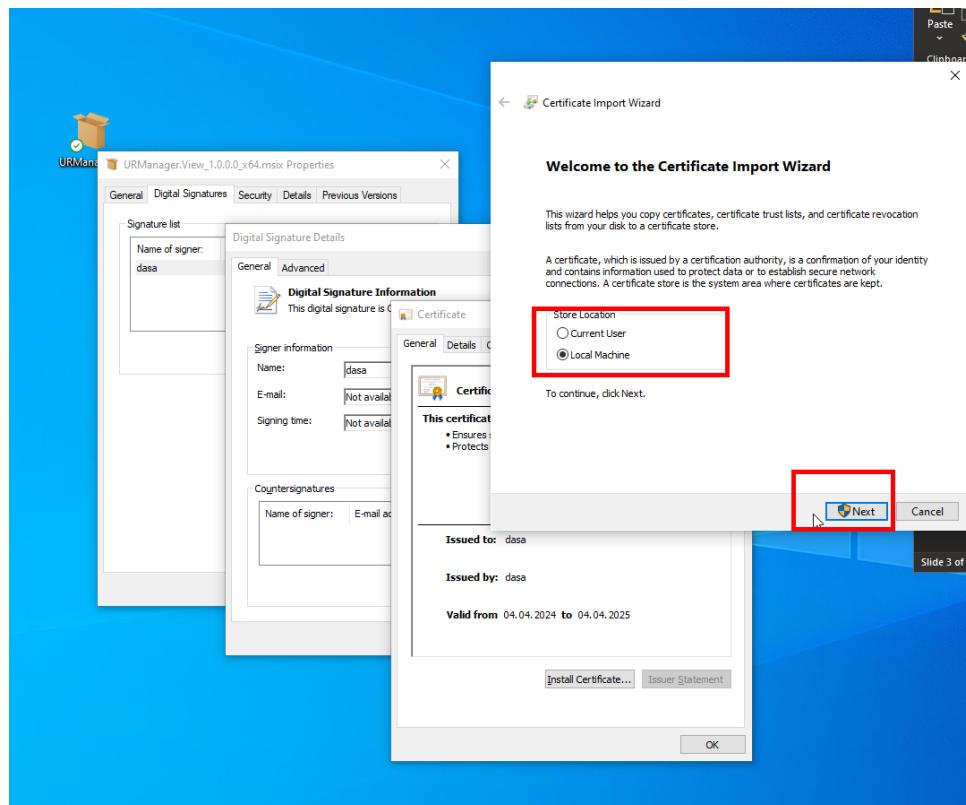 Paste
Clipboar
URMana
URManager.View_1.0.0.0_x64.msix Properties
General Digital Signatures Security Details Previous Versions
Signature list
Name of signer:
dasa
Digital Signature Details
General Advanced
Digital Signature Information
This digital signature is
Signer information
Name: dasa
E-mail: Not availab
Signing time: Not availab
Countersignatures
Name of signer: E-mail ad
Certificate
General Details
Certific
This certificat
• Ensures
• Protects
Issued to: dasa
Issued by: dasa
Valid from 04.04.2024 to 04.04.2025
Install Certificate... Issuer Statement
OK
Certificate Import Wizard
Welcome to the Certificate Import Wizard
This wizard helps you copy certificates, certificate trust lists, and certificate revocation
lists from your disk to a certificate store.
A certificate, which is issued by a certification authority, is a confirmation of your identity
and contains information used to protect data or to establish secure network
connections. A certificate store is the system area where certificates are kept.
Store Location
Current User
Local Machine
To continue, click Next.
Next Cancel
Slide 3 of